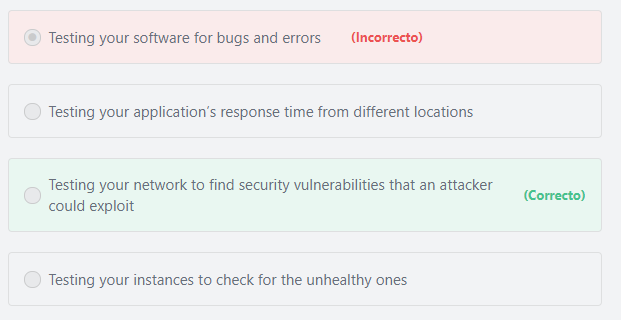 Testing your software for bugs and errors (Incorrecto)
Testing your application's response time from different locations
Testing your network to find security vulnerabilities that an attacker
could exploit
(Correcto)
Testing your instances to check for the unhealthy ones